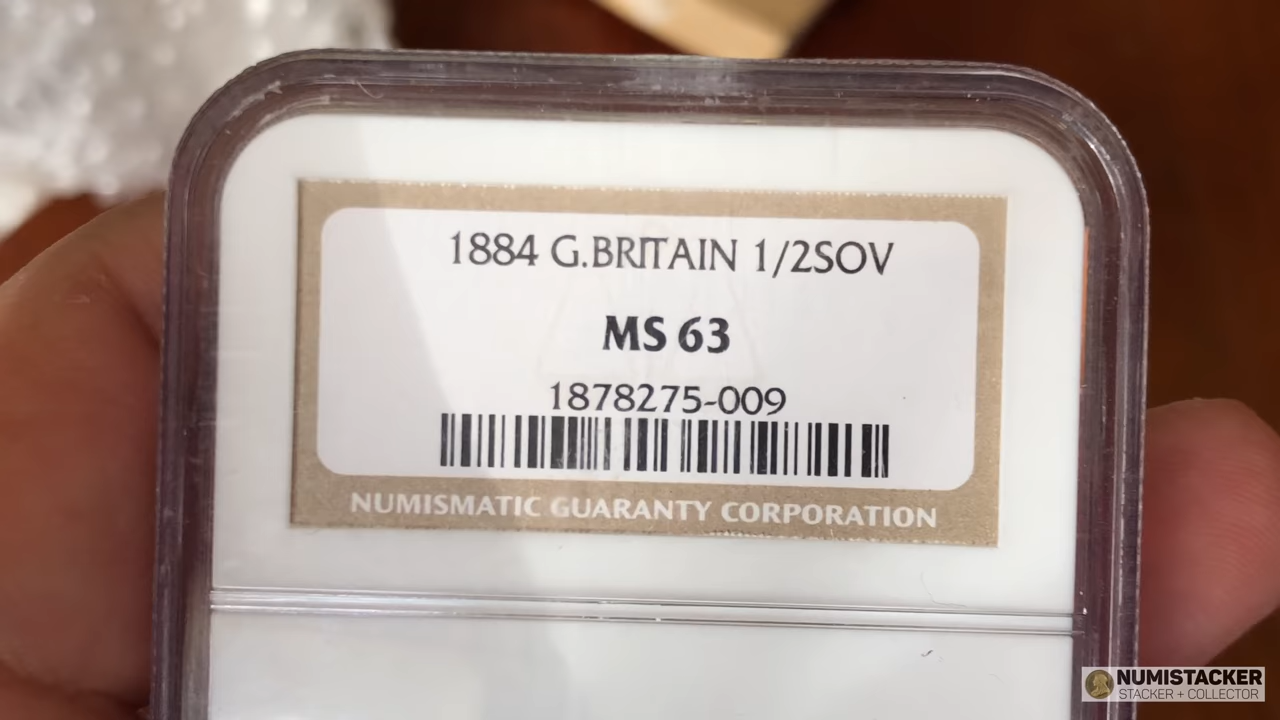 1884 G.BRITAIN 1/2SOV
MS 63
1878275-009
NUMISMATIC GUARANTY CORPORATION
NUMISTACKER
STACKER + COLLECTOR